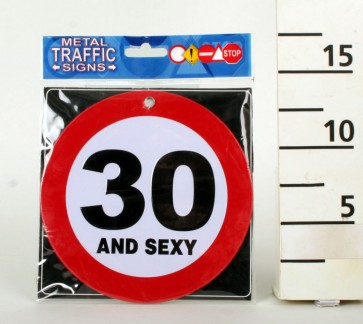 METAL
TRAFFIC
SIGNS
STOP
30
AND SEXY
15
10
5